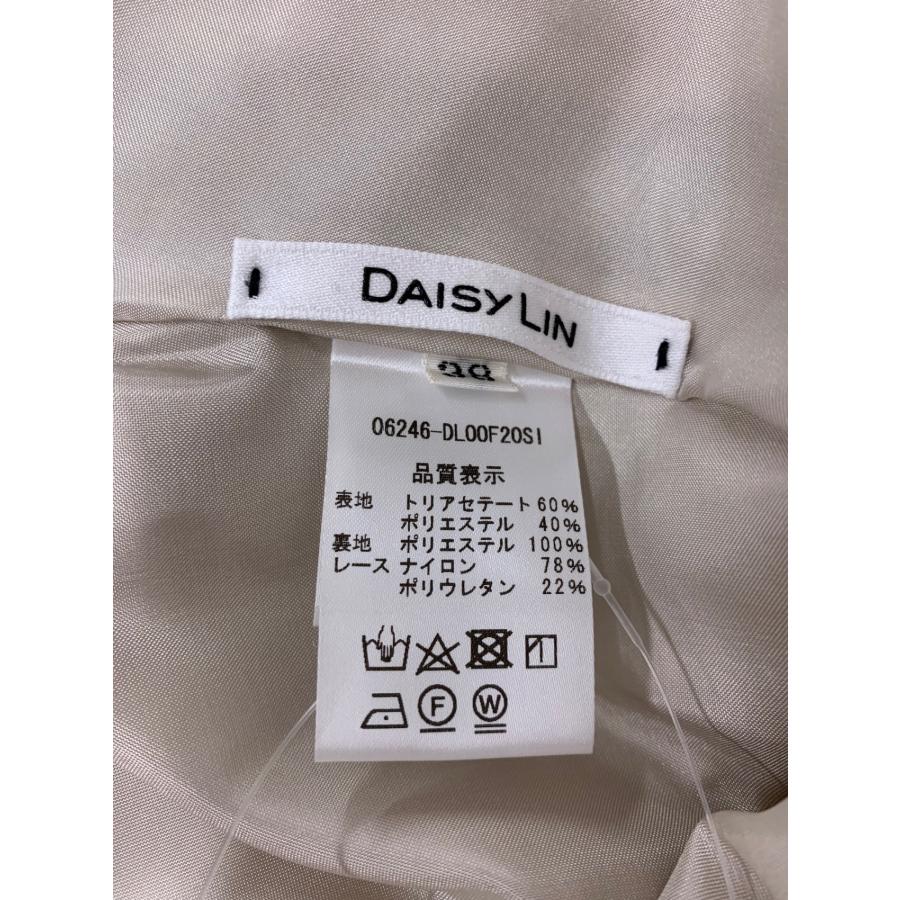 DAISY LIN
06246-DL00F20SI
品質表示
表地 トリアセテート 60%
ポリエステル 40%
裏地 ポリエステル 100%
レース ナイロン 78%
ポリウレタン 22%
F
W